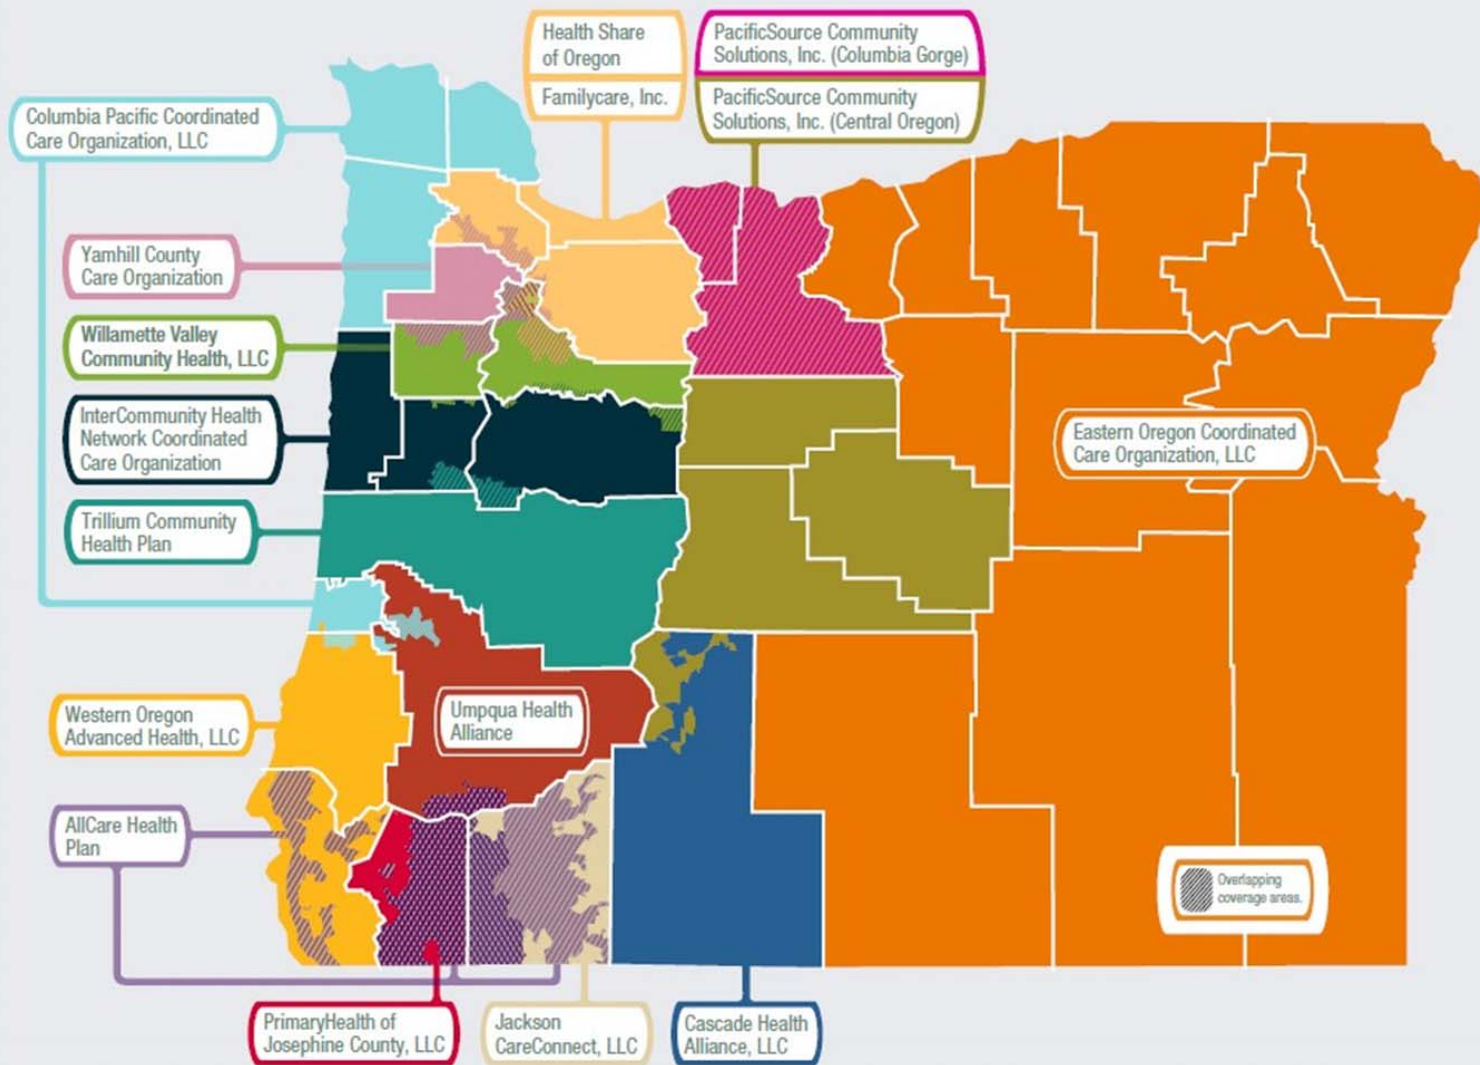 Health Share
of Oregon
Familycare, Inc.
PacificSource Community
Solutions, Inc. (Columbia Gorge)
PacificSource Community
Solutions, Inc. (Central Oregon)
Columbia Pacific Coordinated
Care Organization, LLC
Yamhill County
Care Organization
Willamette Valley
Community Health, LLC
InterCommunity Health
Network Coordinated
Care Organization
Eastern Oregon Coordinated
Care Organization, LLC
Trillium Community
Health Plan
Western Oregon
Advanced Health, LLC
Umpqua Health
Alliance
AllCare Health
Plan
Overlapping
coverage areas.
PrimaryHealth of
Josephine County, LLC
Jackson
CareConnect, LLC
Cascade Health
Alliance, LLC